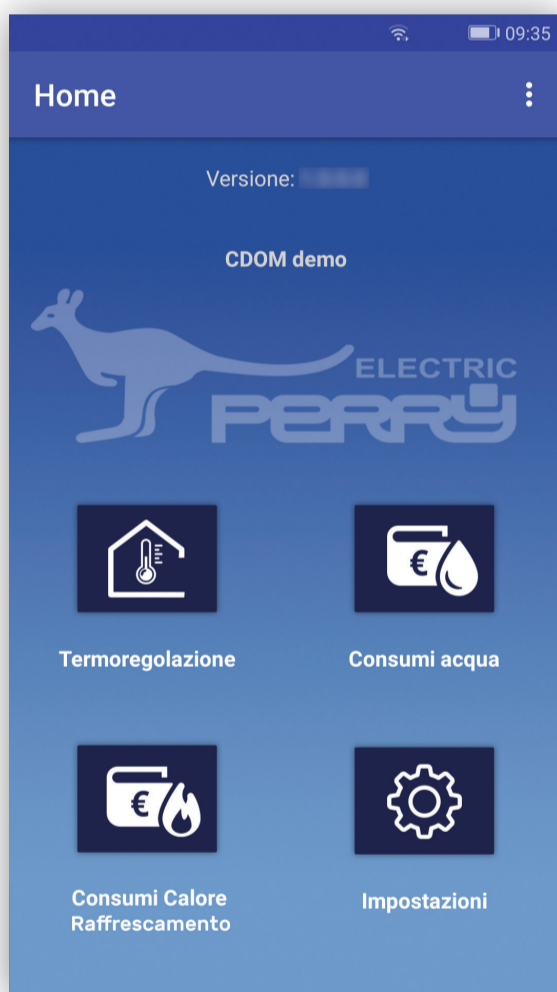 09:35
Home
Versione:
CDOM demo
ELECTRIC
PERRY
€
€
Termoregolazione
Consumi acqua
Consumi Calore
Raffrescamento
Impostazioni